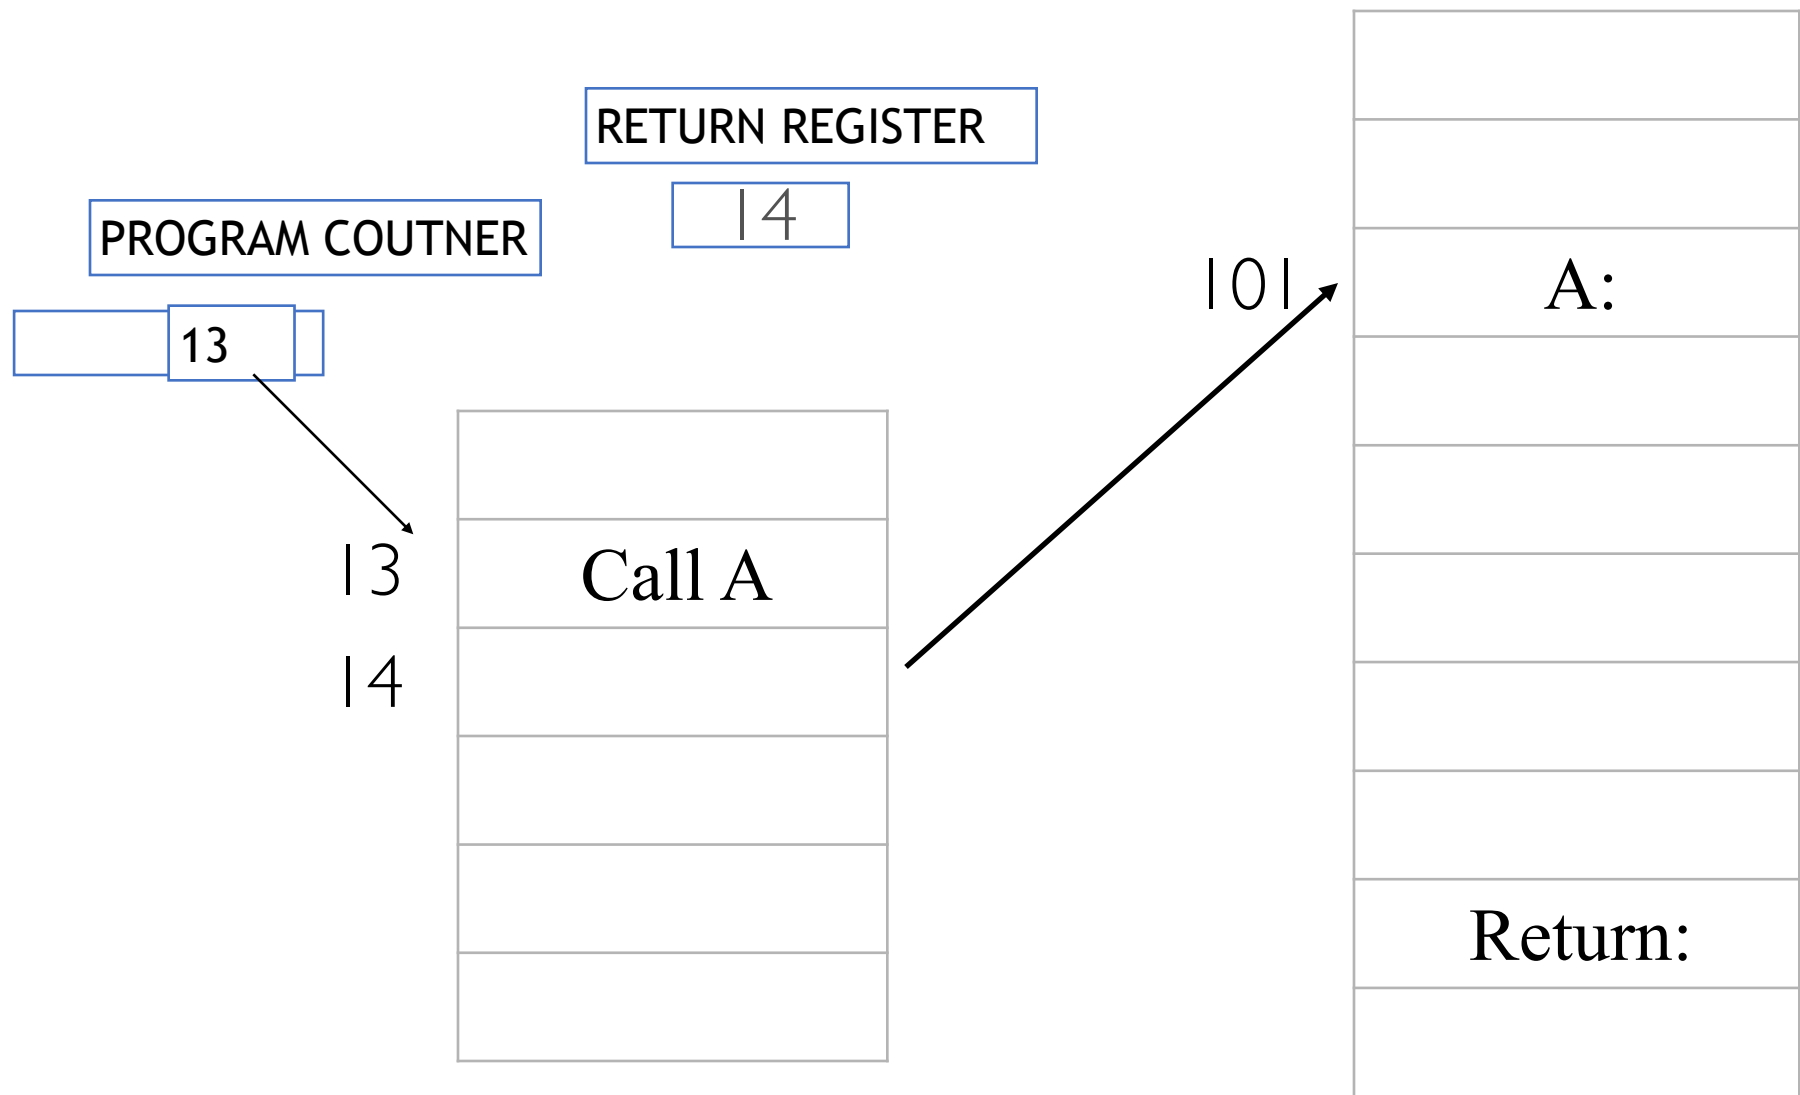 RETURN REGISTER
14
PROGRAM COUTNER
13
101
A:
13
Call A
14
Return: